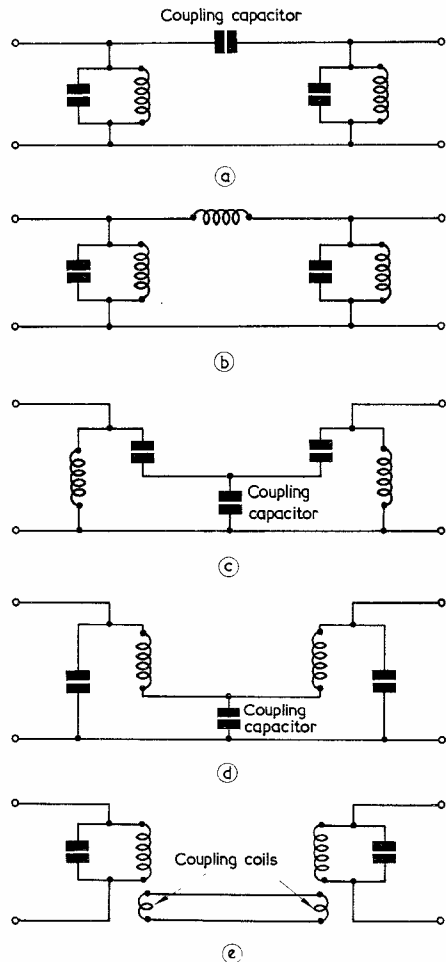 Coupling capacitor
a
b
Coupling
capacitor
c
Coupling
capacitor
d
Coupling coils
e